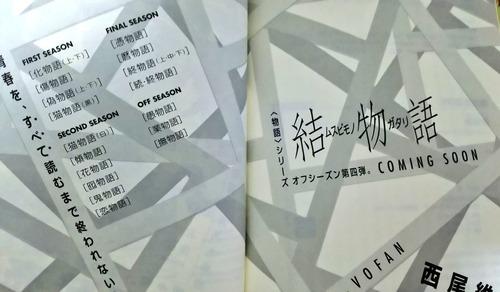 青春を、すべて読むまで終われない
FIRST SEASON
[化物語(上・下)]
[傷物語]
[偽物語(上・下)]
[猫物語(黒)]
SECOND SEASON
[猫物語(白)]
[傾物語]
[花物語]
[囮物語]
[鬼物語]
[恋物語]
FINAL SEASON
[憑物語]
[暦物語]
[終物語(上・中・下)]
[続・終物語]
OFF SEASON
[愚物語]
[業物語]
[撫物語]
〈物語〉シリーズ オフシーズン第四弾。
結ムスビモノ物ガタリ語
COMING SOON
VOFAN
西尾維